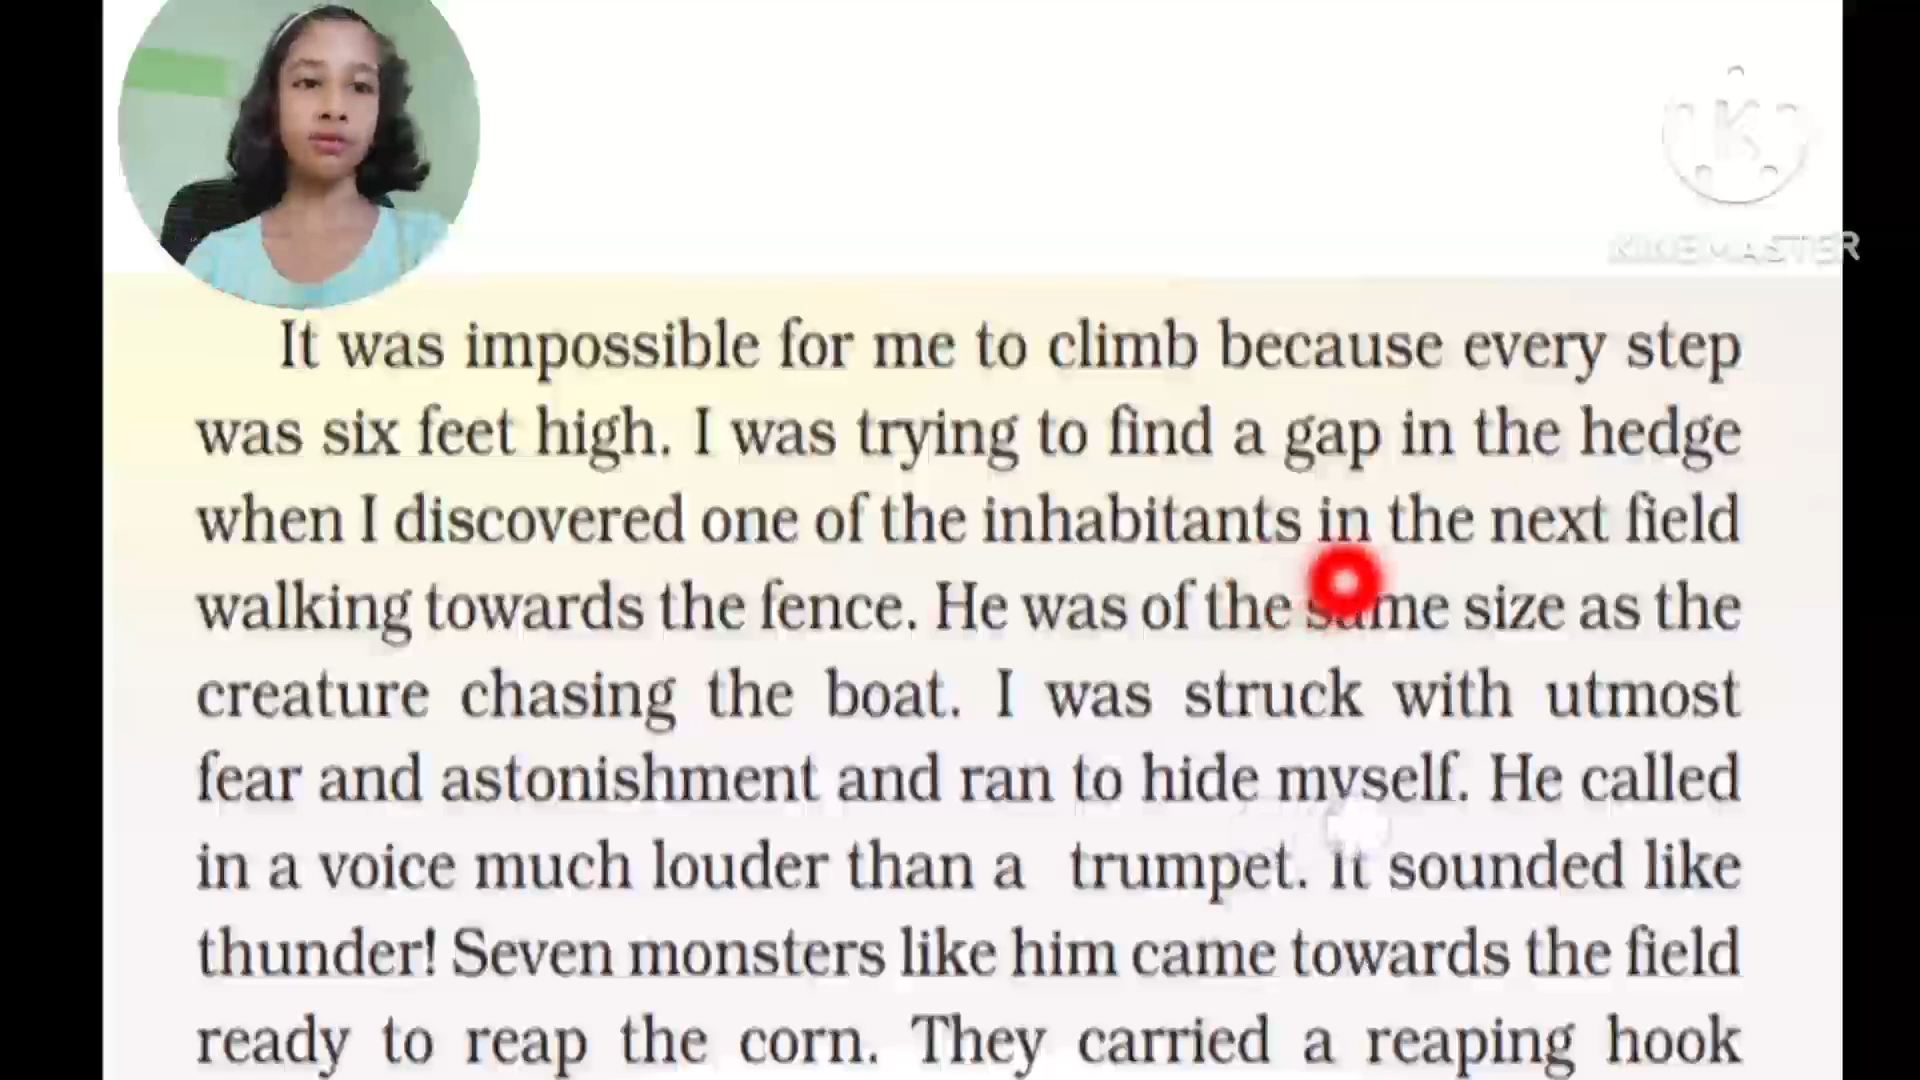 KINEMASTER
It was impossible for me to climb because every step
was six feet high. I was trying to find a gap in the hedge
when I discovered one of the inhabitants in the next field
walking towards the fence. He was of the same size as the
creature chasing the boat. I was struck with utmost
fear and astonishment and ran to hide myself. He called
in a voice much louder than a trumpet. It sounded like
thunder! Seven monsters like him came towards the field
ready to reap the corn. They carried a reaping hook